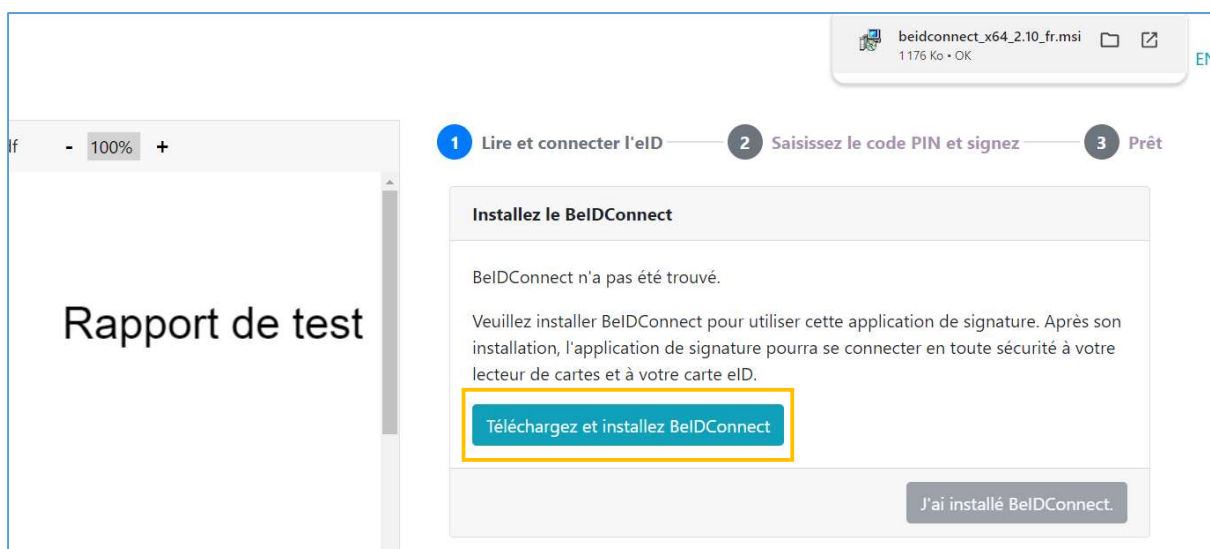 beidconnect_x64_2.10_fr.msi
1 176 Ko • OK
EN
df - 100% +
1 Lire et connecter l'eID 2 Saisissez le code PIN et signez 3 Prêt
Installez le BeIDConnect
BeIDConnect n'a pas été trouvé.
Rapport de test
Veuillez installer BeIDConnect pour utiliser cette application de signature. Après son
installation, l'application de signature pourra se connecter en toute sécurité à votre
lecteur de cartes et à votre carte eID.
Téléchargez et installez BeIDConnect
J'ai installé BeIDConnect.